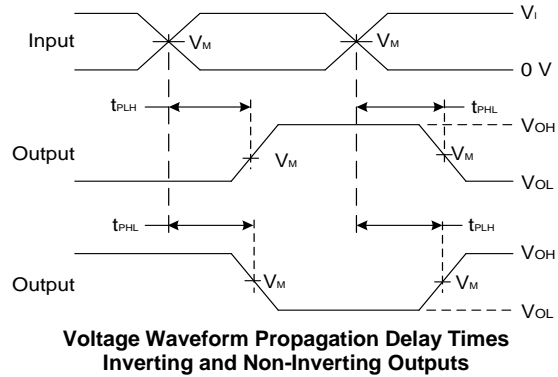 VI
Input
VM
VM
0 V
tPLH
tPHL
VOH
Output
VM
VM
VOL
tPHL
tPLH
VOH
Output
VM
VM
VOL
Voltage Waveform Propagation Delay Times
Inverting and Non-Inverting Outputs